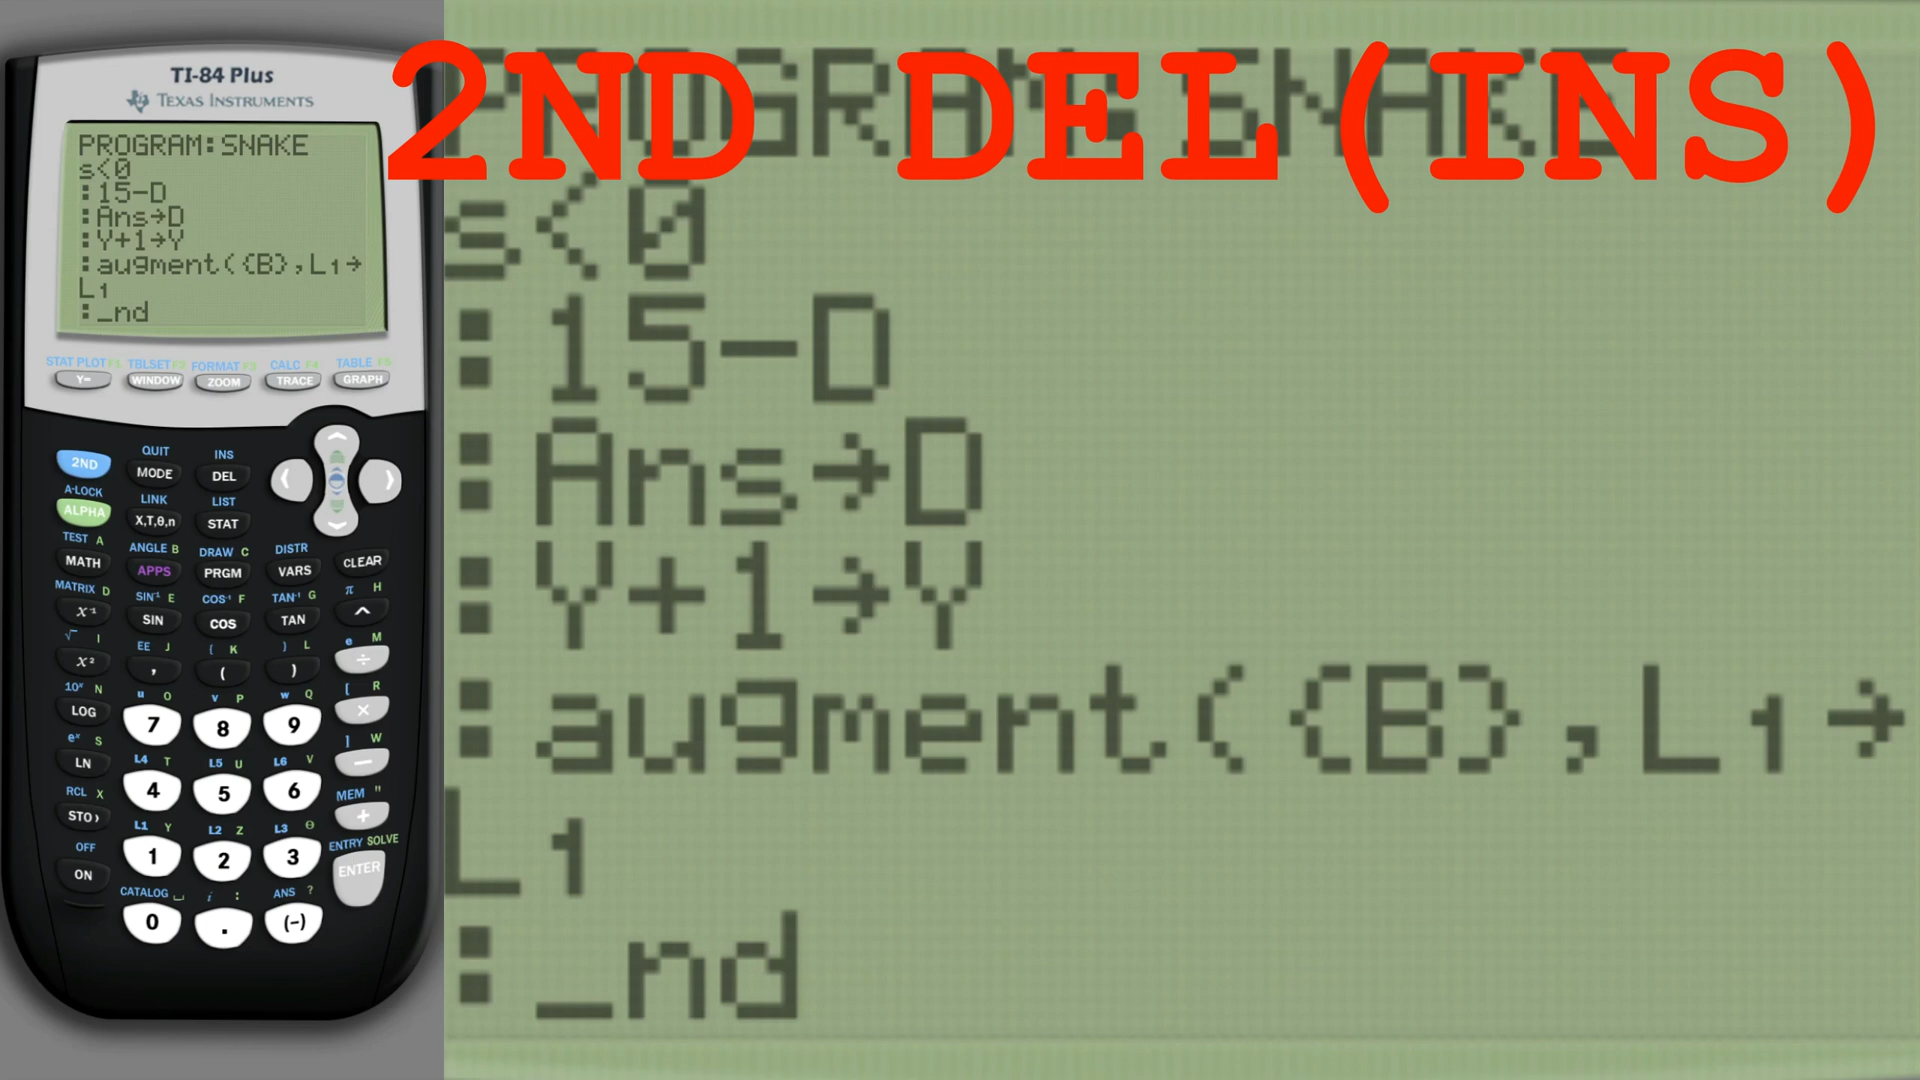 TI-84 Plus
TEXAS INSTRUMENTS
PROGRAM:SNAKE
s<0
:15-D
:Ans→D
:Y+1→Y
:augment({B},L₁→
L₁
:_nd
STAT PLOT F1 TBLSET F2 FORMAT F3 CALC F4 TABLE F5
Y= WINDOW ZOOM TRACE GRAPH
QUIT INS
2ND MODE DEL
A-LOCK LINK LIST
ALPHA X,T,θ,n STAT
TEST A ANGLE B DRAW C DISTR
MATH APPS PRGM VARS CLEAR
MATRIX D SIN⁻¹ E COS⁻¹ F TAN⁻¹ G π H
X⁻¹ SIN COS TAN ^
√ I EE J { K } L e M
X² , ( ) ÷
10ˣ N u O v P w Q [ R
LOG 7 8 9 ×
eˣ S L4 T L5 U L6 V ] W
LN 4 5 6 −
RCL X L1 Y L2 Z L3 θ MEM "
STO› 1 2 3 +
OFF CATALOG ⎵ i : ANS ? ENTRY SOLVE
ON 0 . (-) ENTER
2ND DEL(INS)
PROGRAM:SNAKE
s<0
:15-D
:Ans→D
:Y+1→Y
:augment({B},L₁→
L₁
:_nd